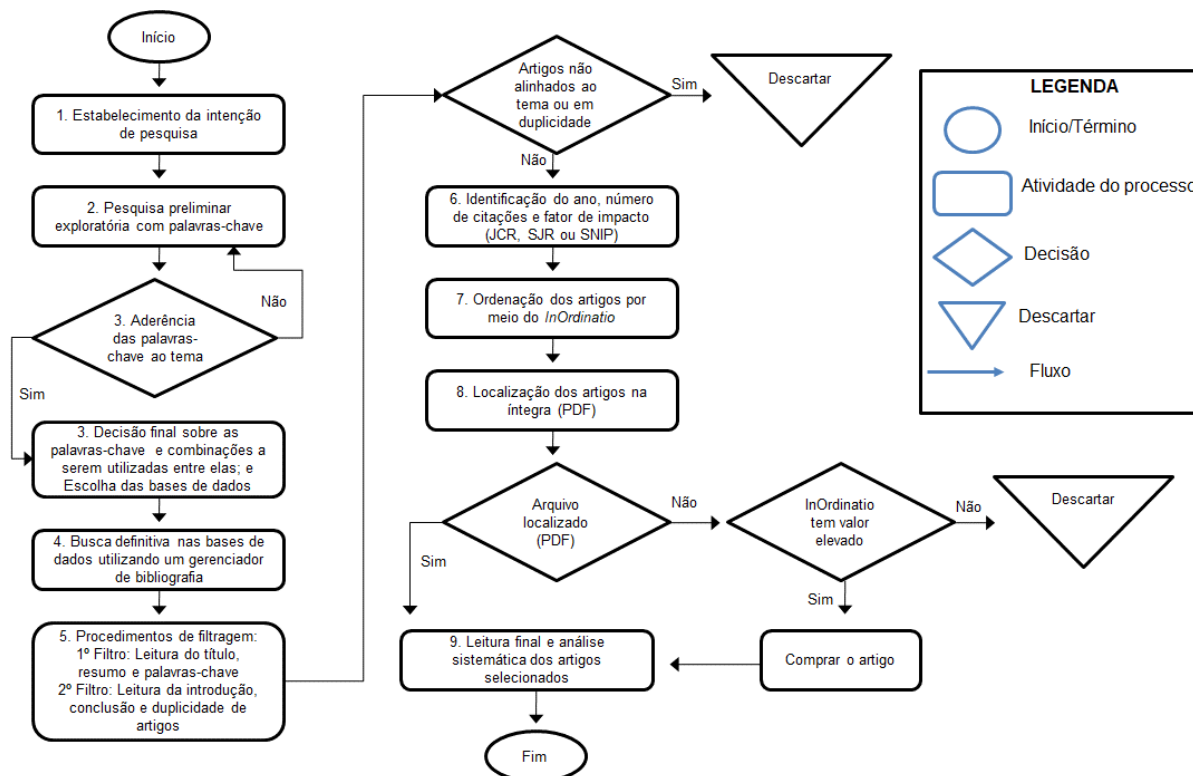 Início
1. Estabelecimento da intenção
de pesquisa
2. Pesquisa preliminar
exploratória com palavras-chave
Não
3. Aderência
das palavras-
chave ao tema
Sim
3. Decisão final sobre as
palavras-chave e combinações a
serem utilizadas entre elas; e
Escolha das bases de dados
4. Busca definitiva nas bases de
dados utilizando um gerenciador
de bibliografia
5. Procedimentos de filtragem:
1º Filtro: Leitura do título,
resumo e palavras-chave
2º Filtro: Leitura da introdução,
conclusão e duplicidade de
artigos
Artigos não
alinhados ao
tema ou em
duplicidade
Sim
Descartar
Não
6. Identificação do ano, número
de citações e fator de impacto
(JCR, SJR ou SNIP)
7. Ordenação dos artigos por
meio do InOrdinatio
8. Localização dos artigos na
íntegra (PDF)
Arquivo
localizado
(PDF)
Não
InOrdinatio
tem valor
elevado
Não
Descartar
Sim
Sim
9. Leitura final e análise
sistemática dos artigos
selecionados
Comprar o artigo
Fim
LEGENDA
Início/Término
Atividade do processo
Decisão
Descartar
Fluxo